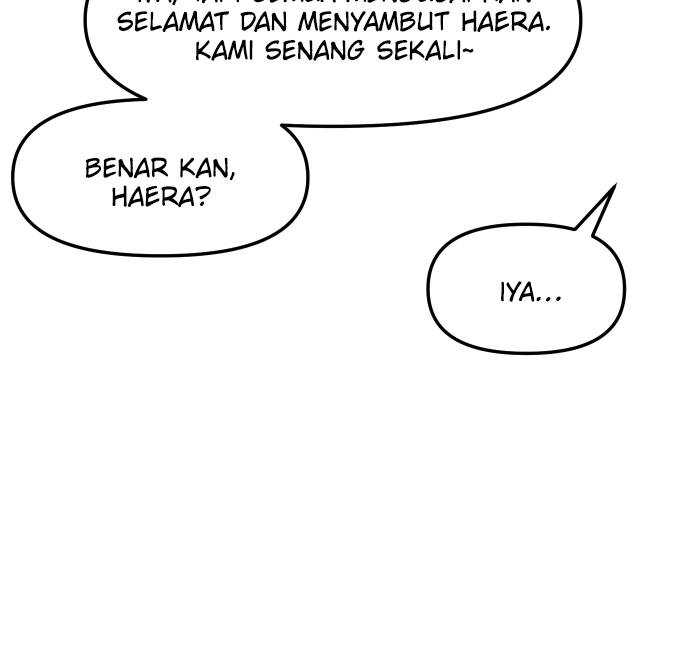 SELAMAT DAN MENYAMBUT HAERA.
KAMI SENANG SEKALI~
BENAR KAN,
HAERA?
IYA...